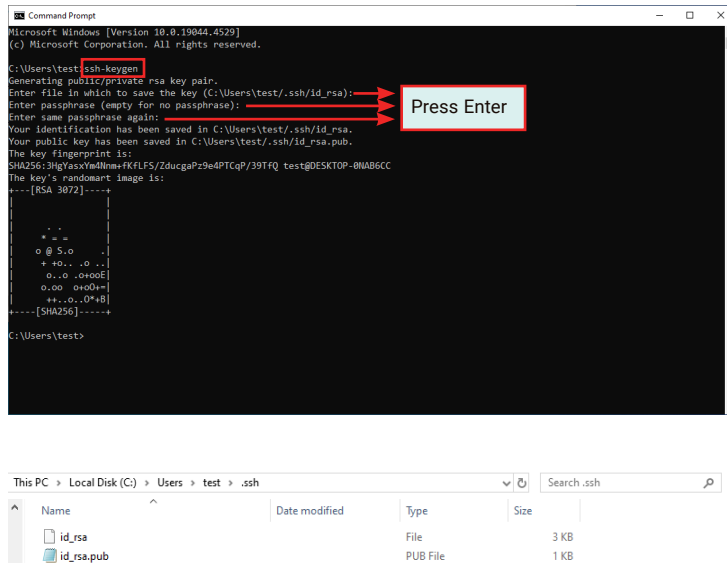 Command Prompt
Microsoft Windows [Version 10.0.19044.4529]
(c) Microsoft Corporation. All rights reserved.
C:\Users\test>ssh-keygen
Generating public/private rsa key pair.
Enter file in which to save the key (C:\Users\test/.ssh/id_rsa):
Enter passphrase (empty for no passphrase):
Enter same passphrase again:
Press Enter
Your identification has been saved in C:\Users\test/.ssh/id_rsa.
Your public key has been saved in C:\Users\test/.ssh/id_rsa.pub.
The key fingerprint is:
SHA256:3HgYasxYm4Nnm+fKfLFS/ZducgaPz9e4PTCqP/39TfQ test@DESKTOP-0NAB6CC
The key's randomart image is:
+---[RSA 3072]----+
|                 |
|                 |
|      . .        |
|     * = =       |
|    o @ S.o     .|
|     + +o.. .o ..|
|      o..o .o+ooE|
|     o.oo  o+oO+=|
|      ++..o..O*+B|
+----[SHA256]-----+
C:\Users\test>
This PC > Local Disk (C:) > Users > test > .ssh
Search .ssh
Name Date modified Type Size
id_rsa File 3 KB
id_rsa.pub PUB File 1 KB